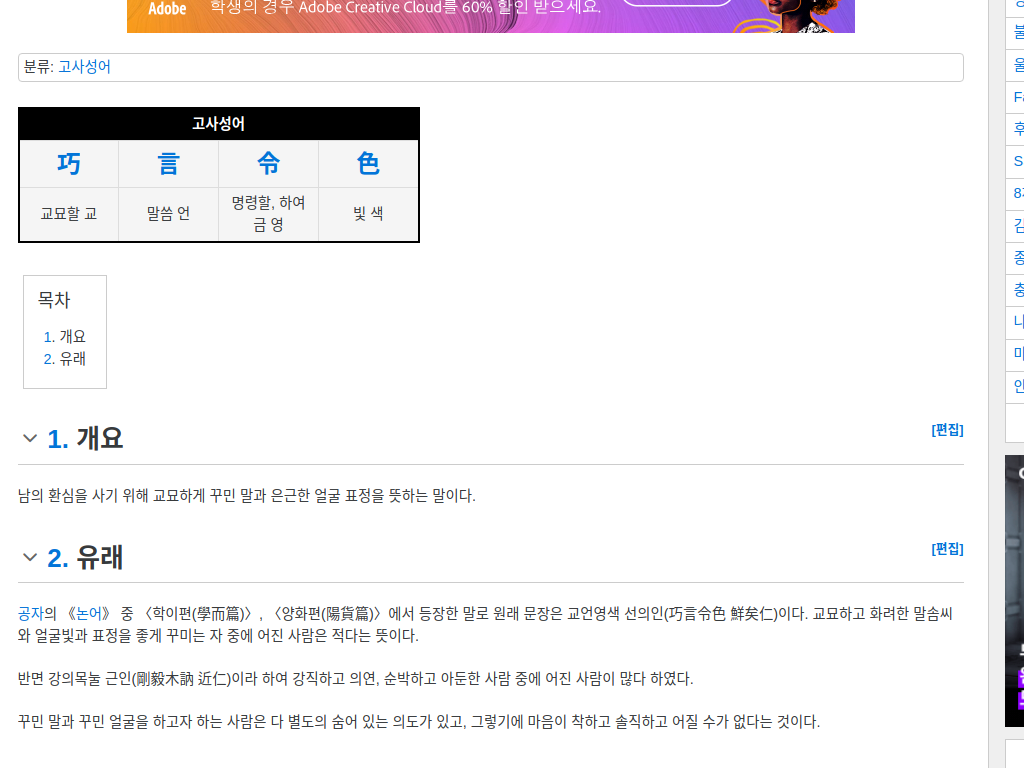 Adobe 학생의 경우 Adobe Creative Cloud를 60% 할인 받으세요.
분류: 고사성어
고사성어
巧 言 令 色
교묘할 교 말씀 언 명령할, 하여금 영 빛 색
목차
1. 개요
2. 유래
1. 개요 [편집]
남의 환심을 사기 위해 교묘하게 꾸민 말과 은근한 얼굴 표정을 뜻하는 말이다.
2. 유래 [편집]
공자의 《논어》 중 〈학이편(學而篇)〉, 〈양화편(陽貨篇)〉에서 등장한 말로 원래 문장은 교언영색 선의인(巧言令色 鮮矣仁)이다. 교묘하고 화려한 말솜씨
와 얼굴빛과 표정을 좋게 꾸미는 자 중에 어진 사람은 적다는 뜻이다.
반면 강의목눌 근인(剛毅木訥 近仁)이라 하여 강직하고 의연, 순박하고 아둔한 사람 중에 어진 사람이 많다 하였다.
꾸민 말과 꾸민 얼굴을 하고자 하는 사람은 다 별도의 숨어 있는 의도가 있고, 그렇기에 마음이 착하고 솔직하고 어질 수가 없다는 것이다.